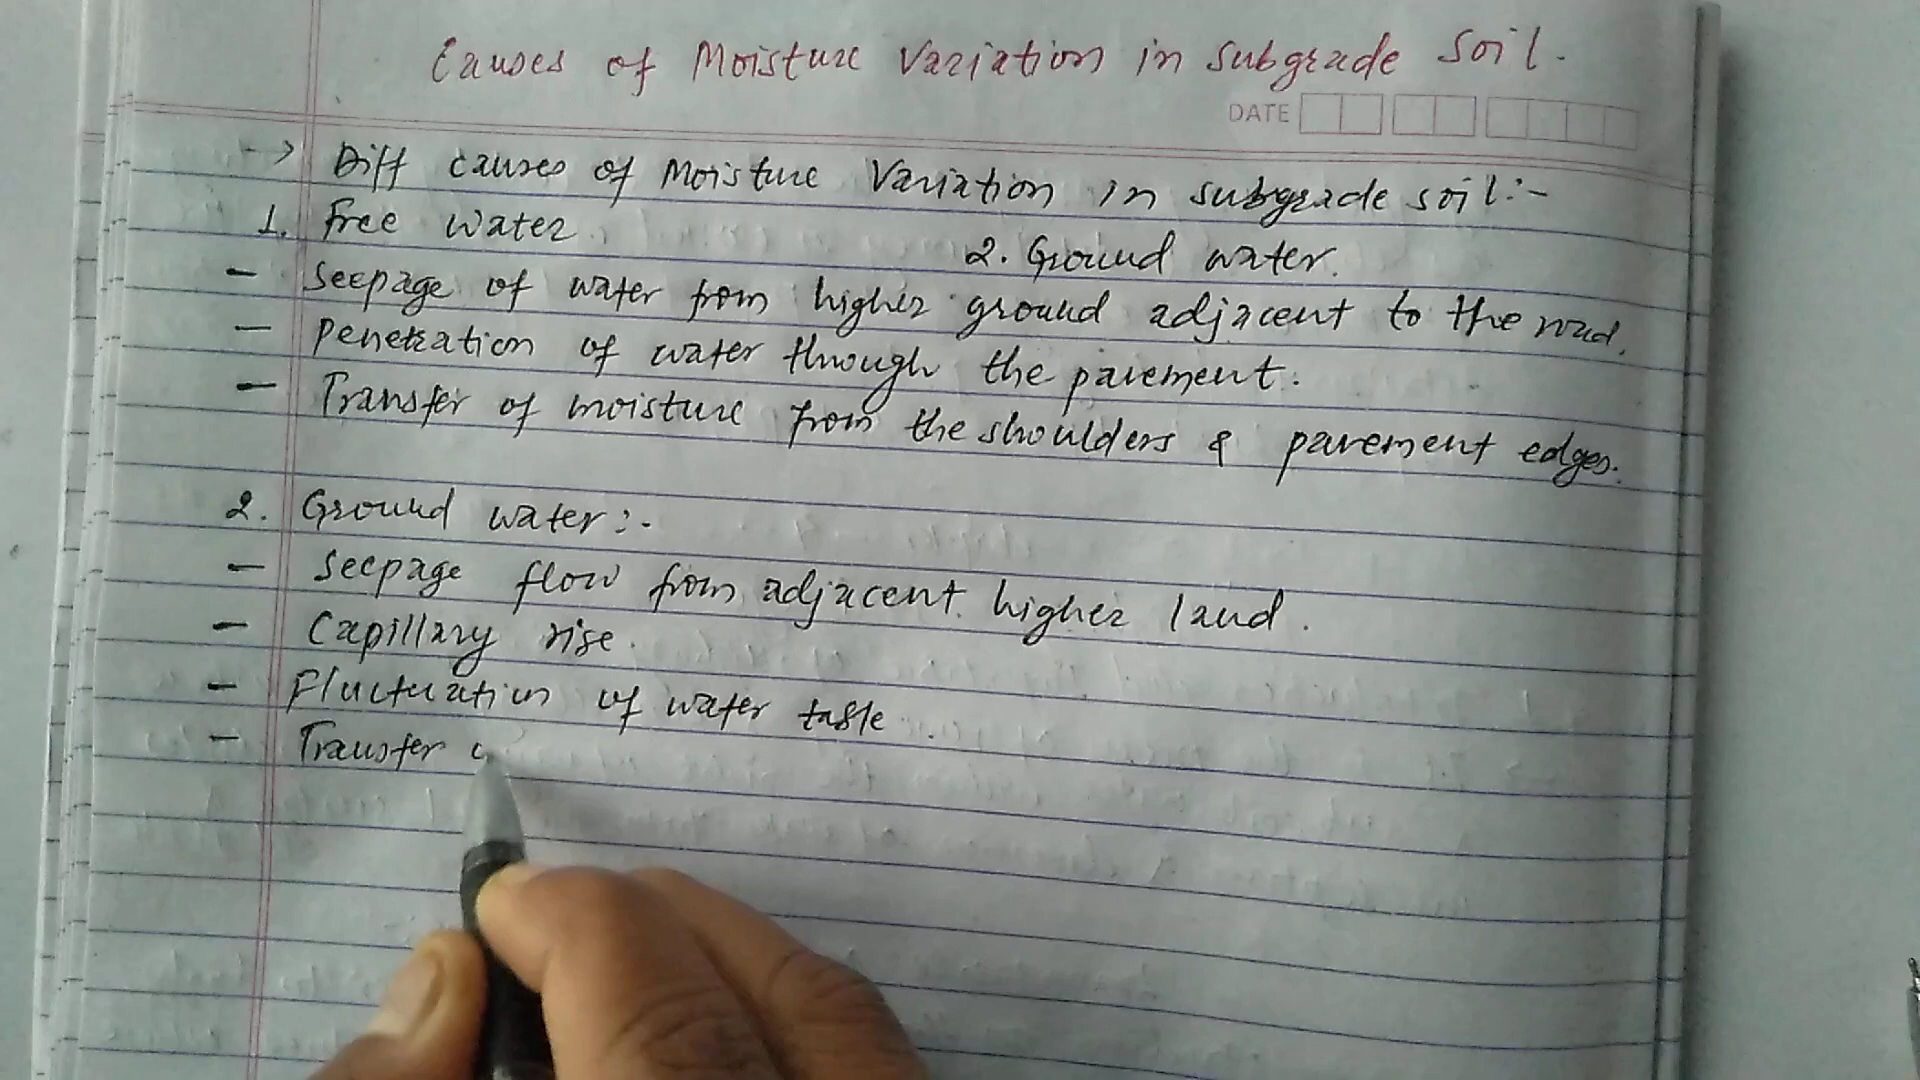 Causes of Moisture Variation in Subgrade Soil.
DATE
-> Diff causes of Moisture Variation in subgrade soil:-
1. Free water. 2. Ground water.
- Seepage of water from higher ground adjacent to the road.
- Penetration of water through the pavement.
- Transfer of moisture from the shoulders & pavement edges.
2. Ground water:-
- Seepage flow from adjacent higher land.
- Capillary rise.
- Fluctuation of water table.
- Transfer